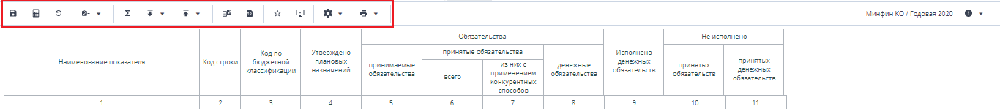 Минфин КО / Годовая 2020
Наименование показателя
Код строки
Код по
бюджетной
классификации
Утверждено
плановых
назначений
Обязательства
принимаемые
обязательства
принятые обязательства
всего
из них с
применением
конкурентных
способов
денежные
обязательства
Исполнено
денежных
обязательств
Не исполнено
принятых
обязательств
принятых
денежных
обязательств
1 2 3 4 5 6 7 8 9 10 11